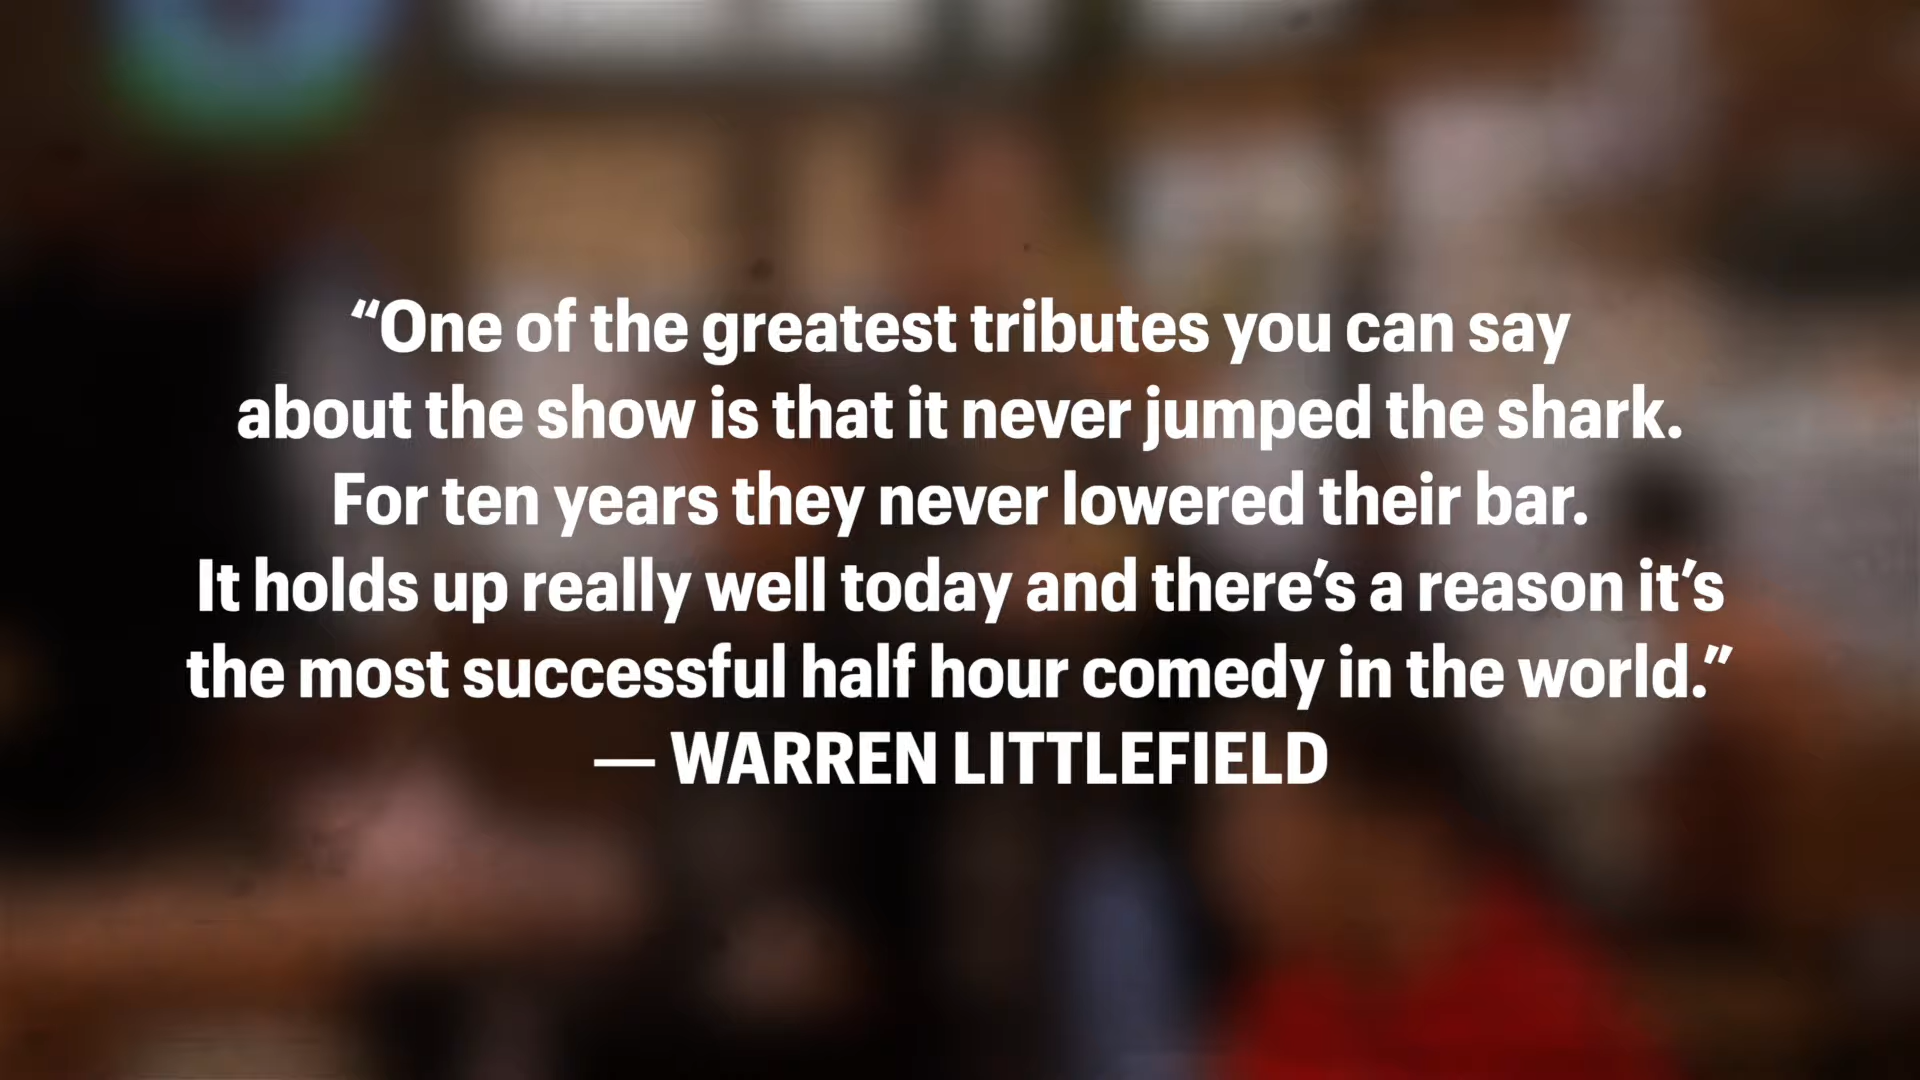 “One of the greatest tributes you can say
about the show is that it never jumped the shark.
For ten years they never lowered their bar.
It holds up really well today and there’s a reason it’s
the most successful half hour comedy in the world.”
— WARREN LITTLEFIELD